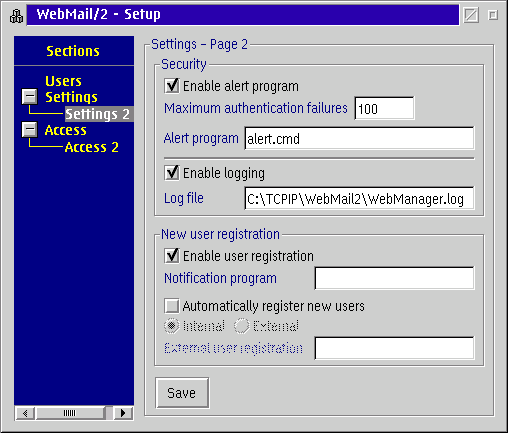 WebMail/2 - Setup
Sections
Users
Settings
Settings 2
Access
Access 2
Settings - Page 2
Security
Enable alert program
Maximum authentication failures 100
Alert program alert.cmd
Enable logging
Log file C:\TCPIP\WebMail2\WebManager.log
New user registration
Enable user registration
Notification program
Automatically register new users
Internal External
External user registration
Save